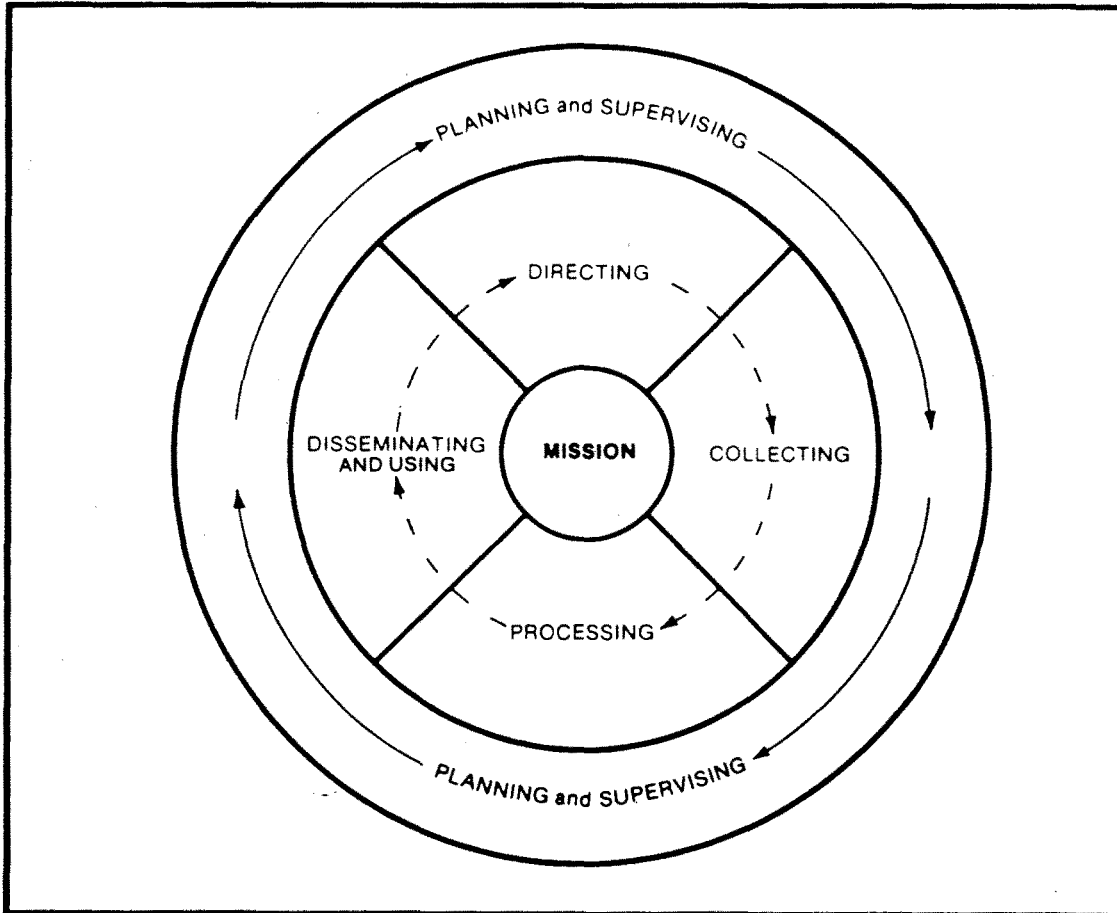 PLANNING and SUPERVISING
DIRECTING
DISSEMINATING
AND USING
MISSION
COLLECTING
PROCESSING
PLANNING and SUPERVISING